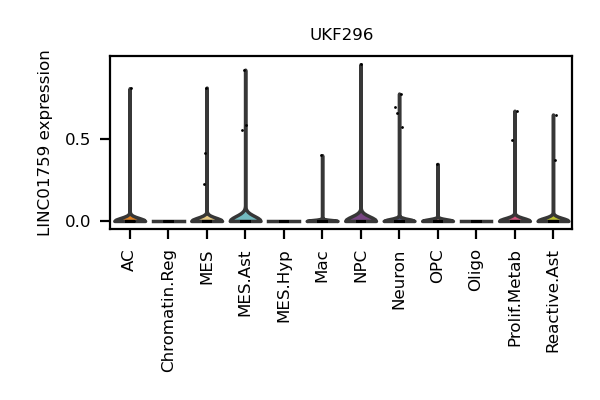 UKF296
LINC01759 expression
0.5
0.0
AC
Chromatin.Reg
MES
MES.Ast
MES.Hyp
Mac
NPC
Neuron
OPC
Oligo
Prolif.Metab
Reactive.Ast